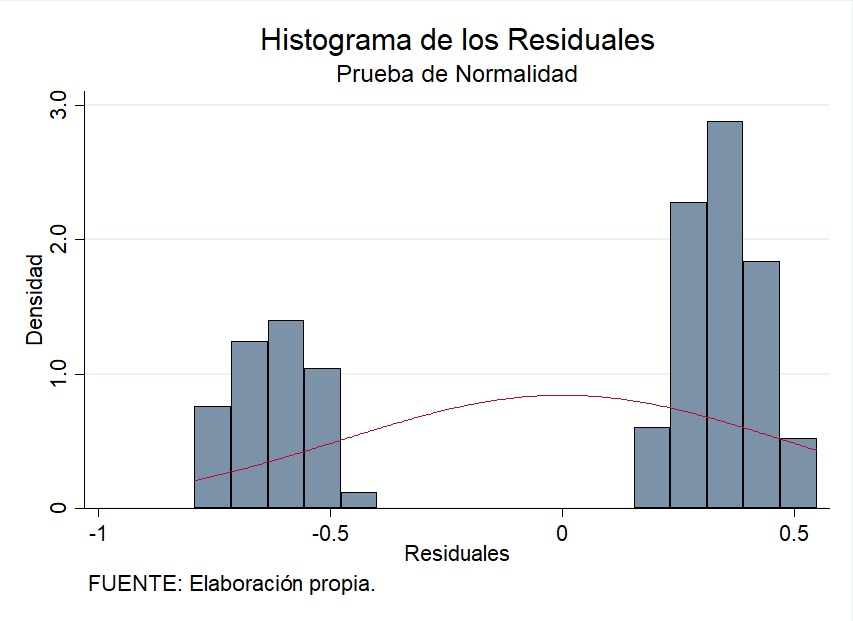 Histograma de los Residuales
Prueba de Normalidad
Densidad
3.0
2.0
1.0
0
-1 -0.5 0 0.5
Residuales
FUENTE: Elaboración propia.